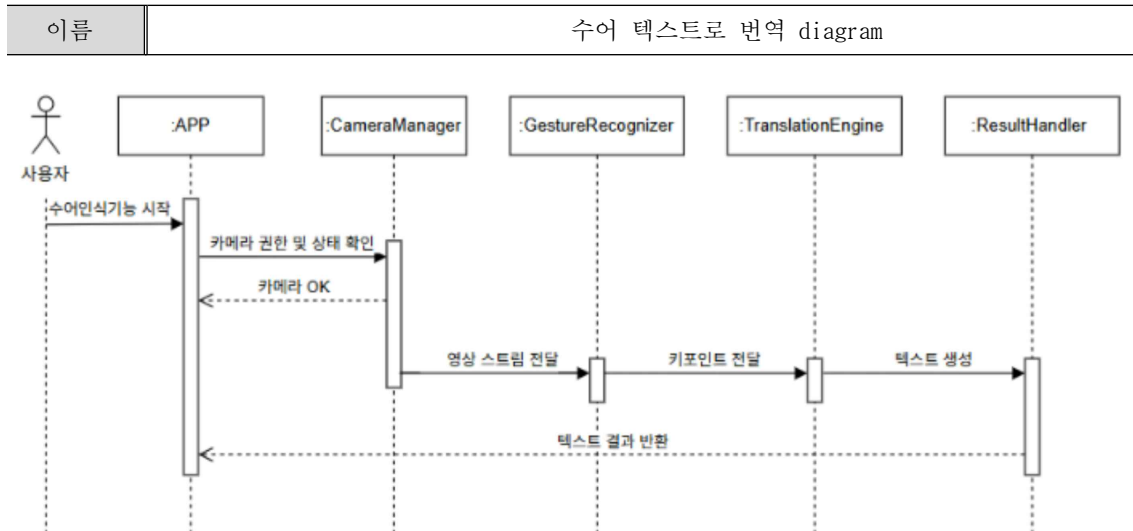 이름
수어 텍스트로 번역 diagram
사용자
:APP
:CameraManager
:GestureRecognizer
:TranslationEngine
:ResultHandler
수어인식기능 시작
카메라 권한 및 상태 확인
카메라 OK
영상 스트림 전달
키포인트 전달
텍스트 생성
텍스트 결과 반환